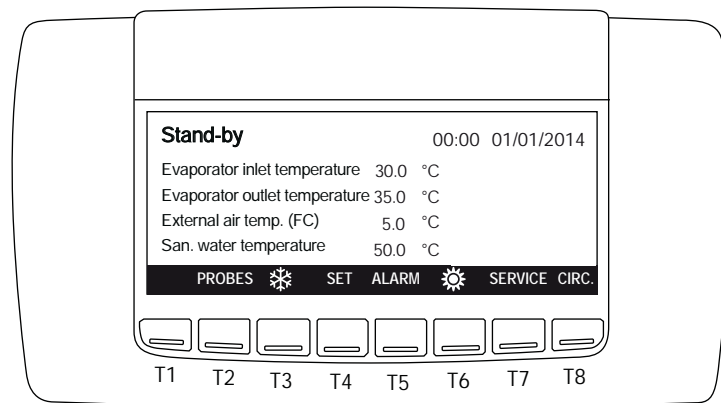 Stand-by 00:00 01/01/2014
Evaporator inlet temperature 30.0 °C
Evaporator outlet temperature 35.0 °C
External air temp. (FC) 5.0 °C
San. water temperature 50.0 °C
PROBES SET ALARM SERVICE CIRC.
T1 T2 T3 T4 T5 T6 T7 T8